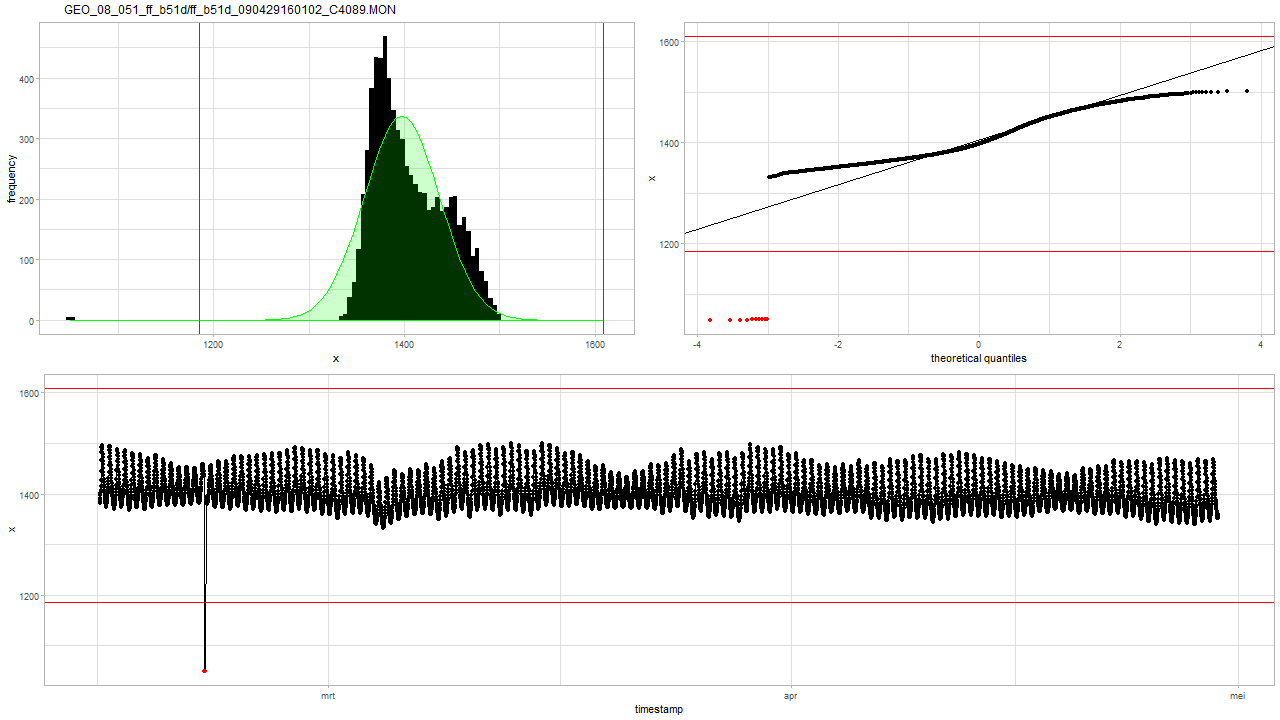 GEO_08_051_ff_b51d/ff_b51d_090429160102_C4089.MON
frequency
400
300
200
100
0
1200
1400
1600
x
x
1600
1400
1200
-4
-2
0
2
4
theoretical quantiles
x
1600
1400
1200
mrt
apr
mei
timestamp